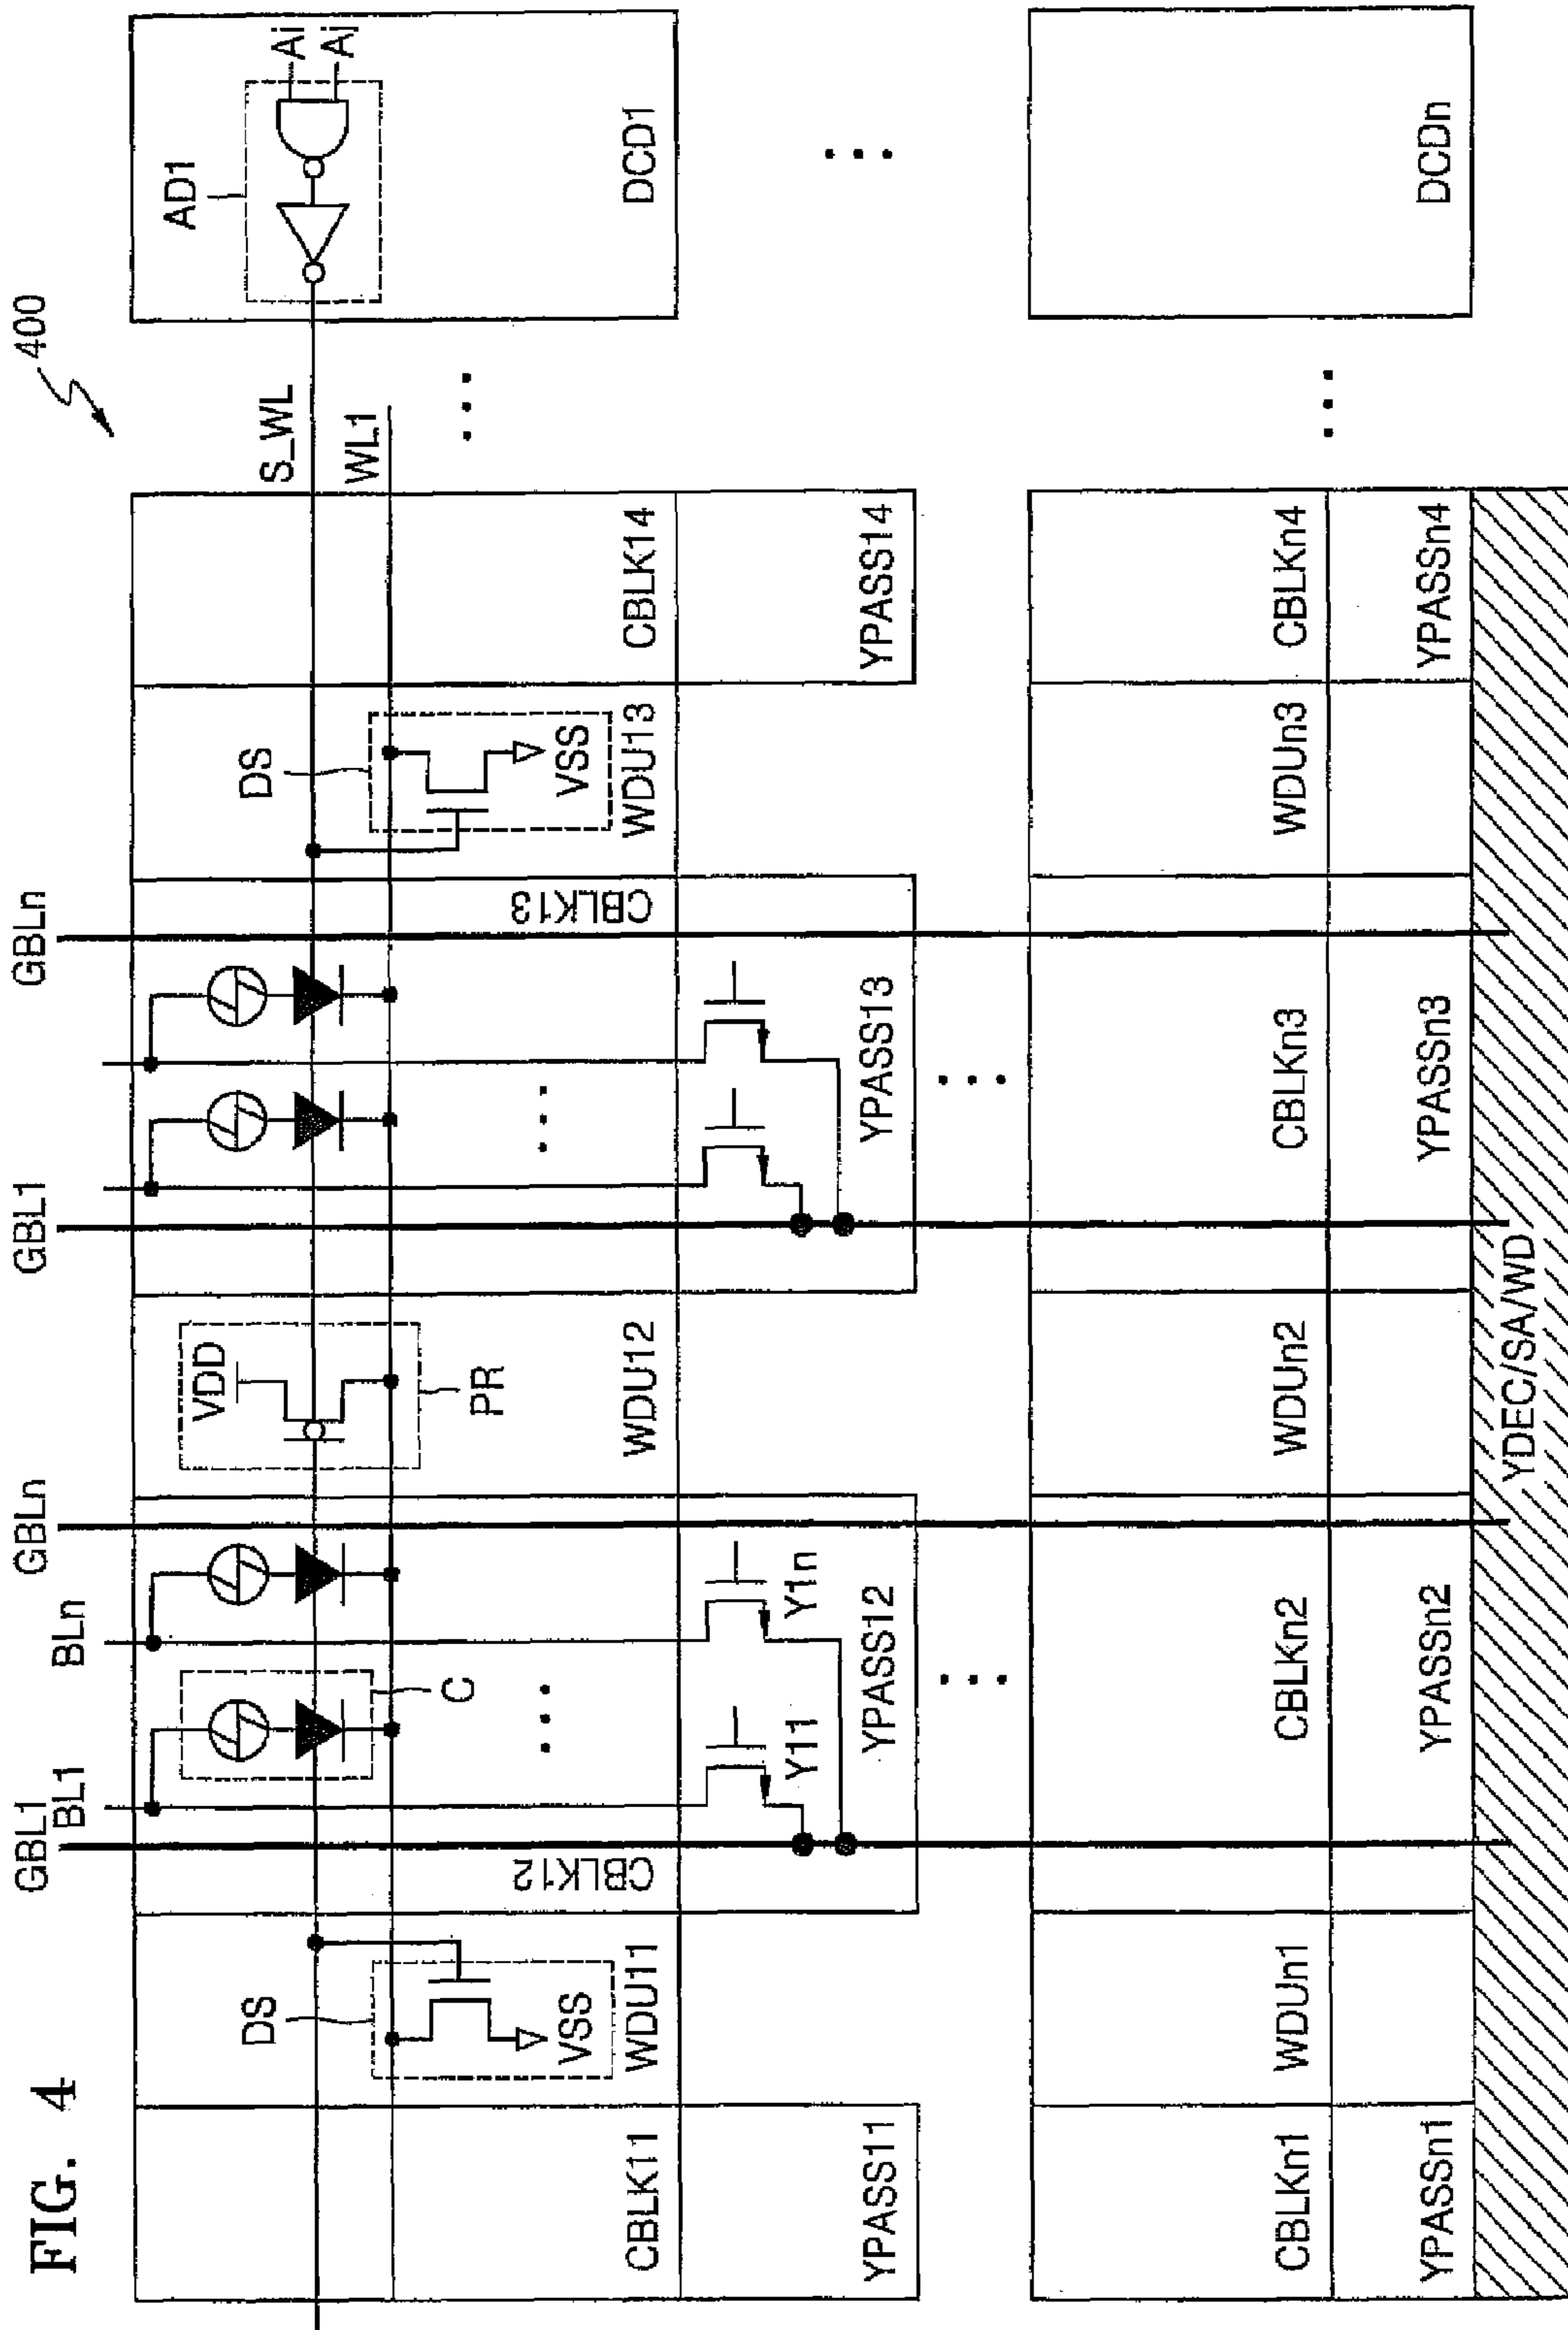 FIG. 4
400
GBL1
BL1
BLn
GBLn
GBL1
GBLn
S_WL
WL1
AD1
Ai
Aj
DS
VSS
WDU11
C
VDD
PR
WDU12
DS
VSS
WDU13
CBLK11
CBLK12
CBLK13
CBLK14
DCD1
Y11
Y1n
YPASS11
YPASS12
YPASS13
YPASS14
CBLKn1
WDUn1
CBLKn2
WDUn2
CBLKn3
WDUn3
CBLKn4
YPASSn1
YPASSn2
YPASSn3
YPASSn4
DCDn
YDEC/SA/WD